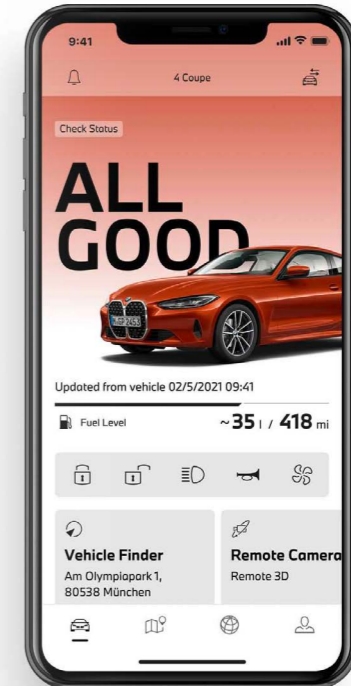 9:41
4 Coupe
Check Status
ALL
GOOD
Updated from vehicle 02/5/2021 09:41
Fuel Level ~35 l / 418 mi
Vehicle Finder
Am Olympiapark 1,
80538 München
Remote Camera
Remote 3D